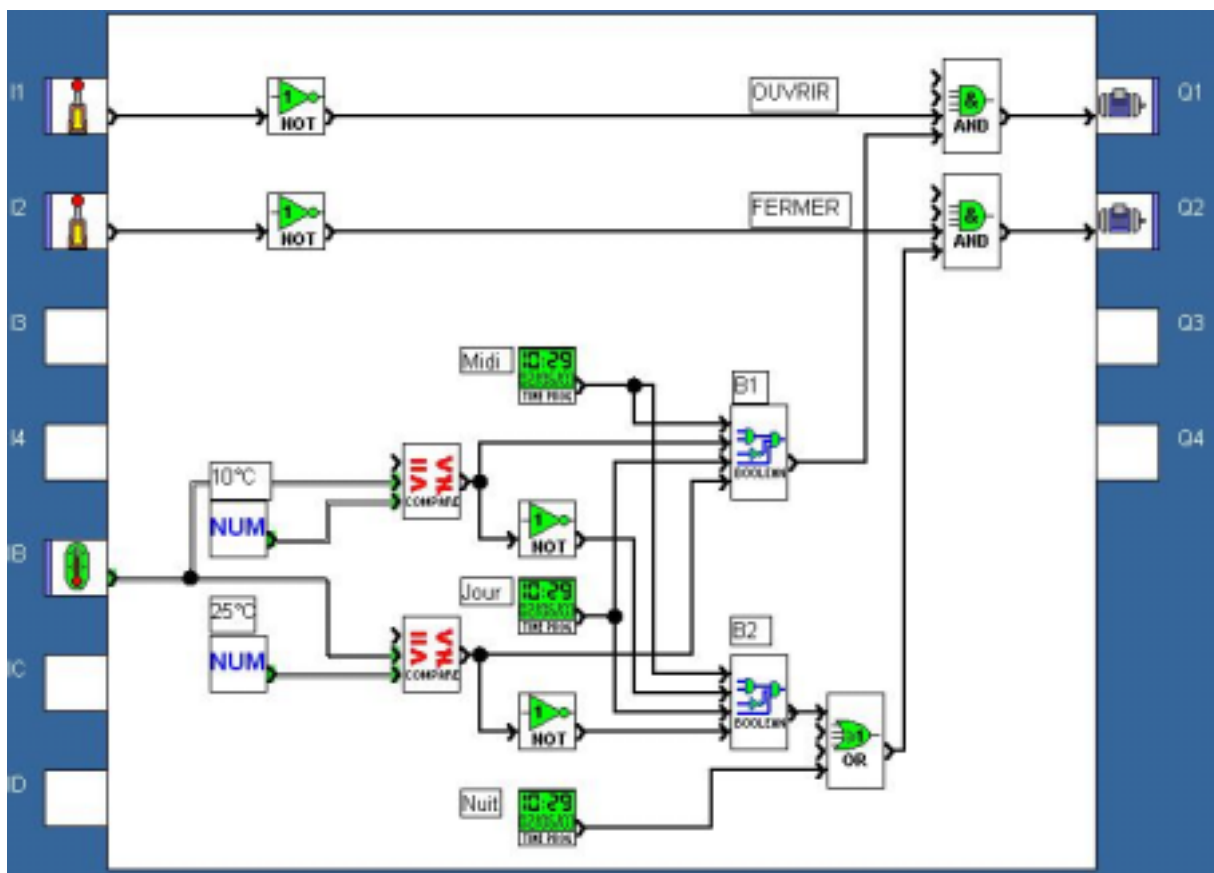 I1
NOT
OUVRIR
&
AND
Q1
I2
NOT
FERMER
&
AND
Q2
I3
Q3
Midi
10:29
TIME PROG
B1
BOOLEAN
I4
Q4
10°C
NUM
COMPARE
NOT
IB
Jour
10:29
TIME PROG
25°C
NUM
COMPARE
B2
BOOLEAN
IC
NOT
OR
ID
Nuit
10:29
TIME PROG